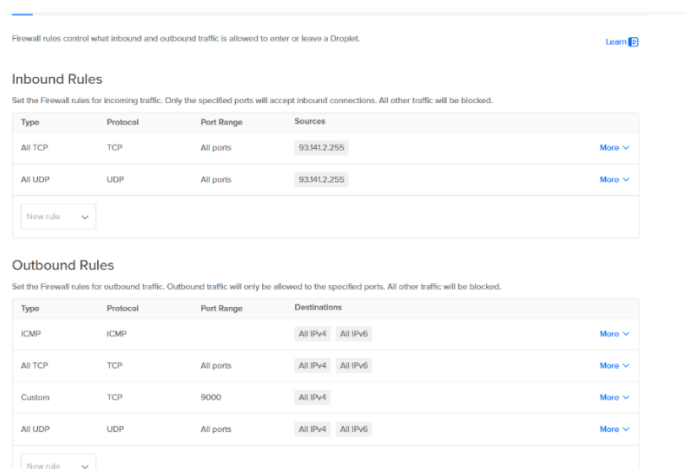 Firewall rules control what inbound and outbound traffic is allowed to enter or leave a Droplet.
Learn
Inbound Rules
Set the Firewall rules for incoming traffic. Only the specified ports will accept inbound connections. All other traffic will be blocked.
Type Protocol Port Range Sources
All TCP TCP All ports 93.141.2.255 More
All UDP UDP All ports 93.141.2.255 More
New rule
Outbound Rules
Set the Firewall rules for outbound traffic. Outbound traffic will only be allowed to the specified ports. All other traffic will be blocked.
Type Protocol Port Range Destinations
ICMP ICMP All IPv4 All IPv6 More
All TCP TCP All ports All IPv4 All IPv6 More
Custom TCP 9000 All IPv4 More
All UDP UDP All ports All IPv4 All IPv6 More
New rule